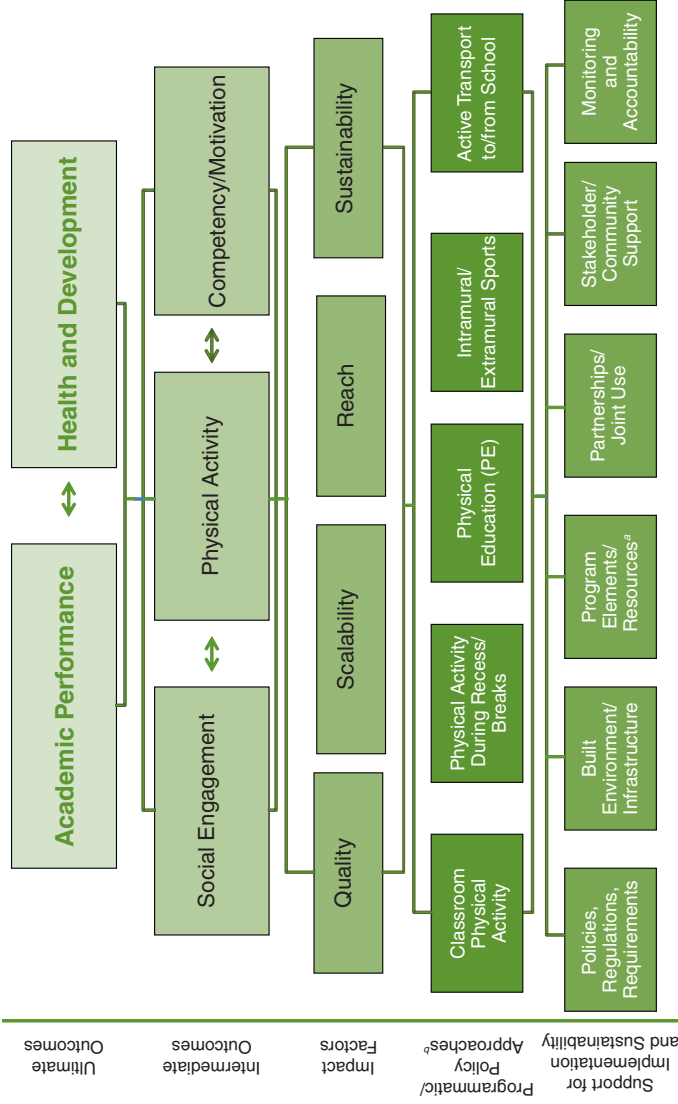 Ultimate
Outcomes
Academic Performance
Health and Development
Intermediate
Outcomes
Social Engagement
Physical Activity
Competency/Motivation
Impact
Factors
Quality
Scalability
Reach
Sustainability
Programmatic/
Policy
Approachesᵇ
Classroom
Physical
Activity
Physical Activity
During Recess/
Breaks
Physical
Education (PE)
Intramural/
Extramural Sports
Active Transport
to/from School
Support for
Implementation
and Sustainability
Policies,
Regulations,
Requirements
Built
Environment/
Infrastructure
Program
Elements/
Resourcesᵃ
Partnerships/
Joint Use
Stakeholder/
Community
Support
Monitoring
and
Accountability